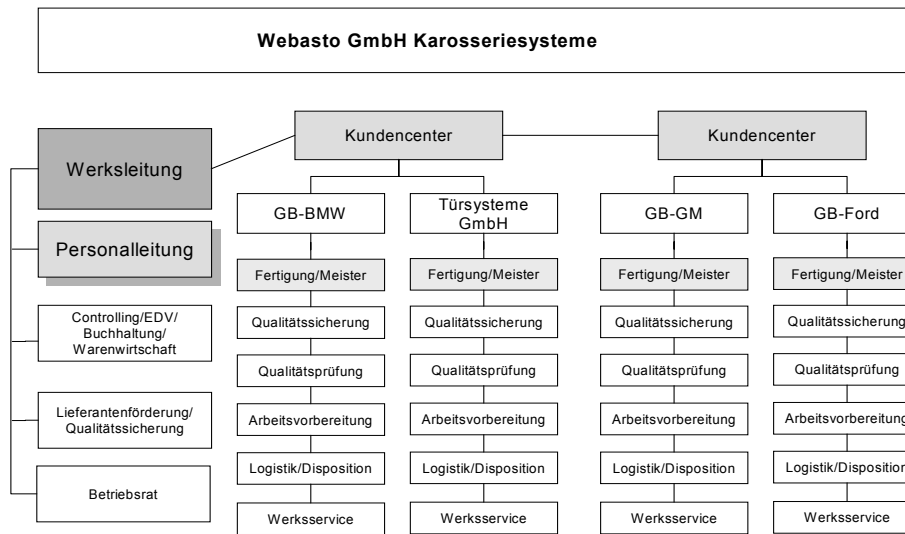 Webasto GmbH Karosseriesysteme
Kundencenter
Kundencenter
Werksleitung
Personalleitung
Controlling/EDV/
Buchhaltung/
Warenwirtschaft
Lieferantenförderung/
Qualitätssicherung
Betriebsrat
GB-BMW
Fertigung/Meister
Qualitätssicherung
Qualitätsprüfung
Arbeitsvorbereitung
Logistik/Disposition
Werksservice
Türsysteme
GmbH
Fertigung/Meister
Qualitätssicherung
Qualitätsprüfung
Arbeitsvorbereitung
Logistik/Disposition
Werksservice
GB-GM
Fertigung/Meister
Qualitätssicherung
Qualitätsprüfung
Arbeitsvorbereitung
Logistik/Disposition
Werksservice
GB-Ford
Fertigung/Meister
Qualitätssicherung
Qualitätsprüfung
Arbeitsvorbereitung
Logistik/Disposition
Werksservice